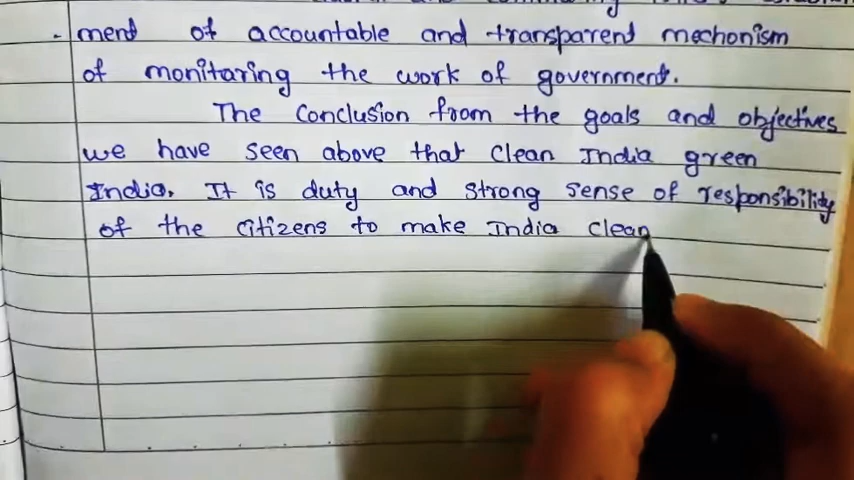 - ment of accountable and transparent mechonism
of monitaring the work of government.
The Conclusion from the goals and objectives
we have seen above that clean India green
India. It is duty and strong sense of responsibility
of the citizens to make India clean